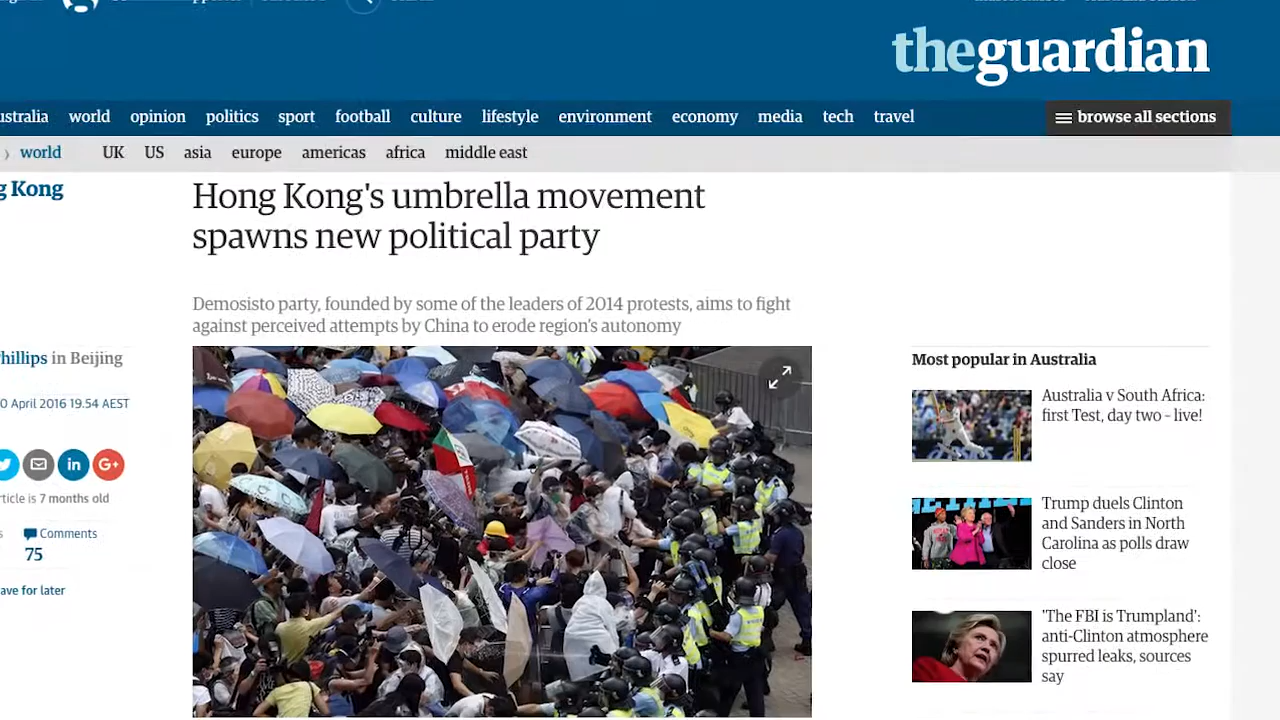 theguardian
world
opinion
politics
sport
football
culture
lifestyle
environment
economy
media
tech
travel
browse all sections
world
UK
US
asia
europe
americas
africa
middle east
Kong
Hong Kong's umbrella movement
spawns new political party
Demosisto party, founded by some of the leaders of 2014 protests, aims to fight
against perceived attempts by China to erode region's autonomy
in Beijing
April 2016 19.54 AEST
in
G+
is 7 months old
Comments
75
for later
Most popular in Australia
Australia v South Africa:
first Test, day two – live!
Trump duels Clinton
and Sanders in North
Carolina as polls draw
close
'The FBI is Trumpland':
anti-Clinton atmosphere
spurred leaks, sources
say